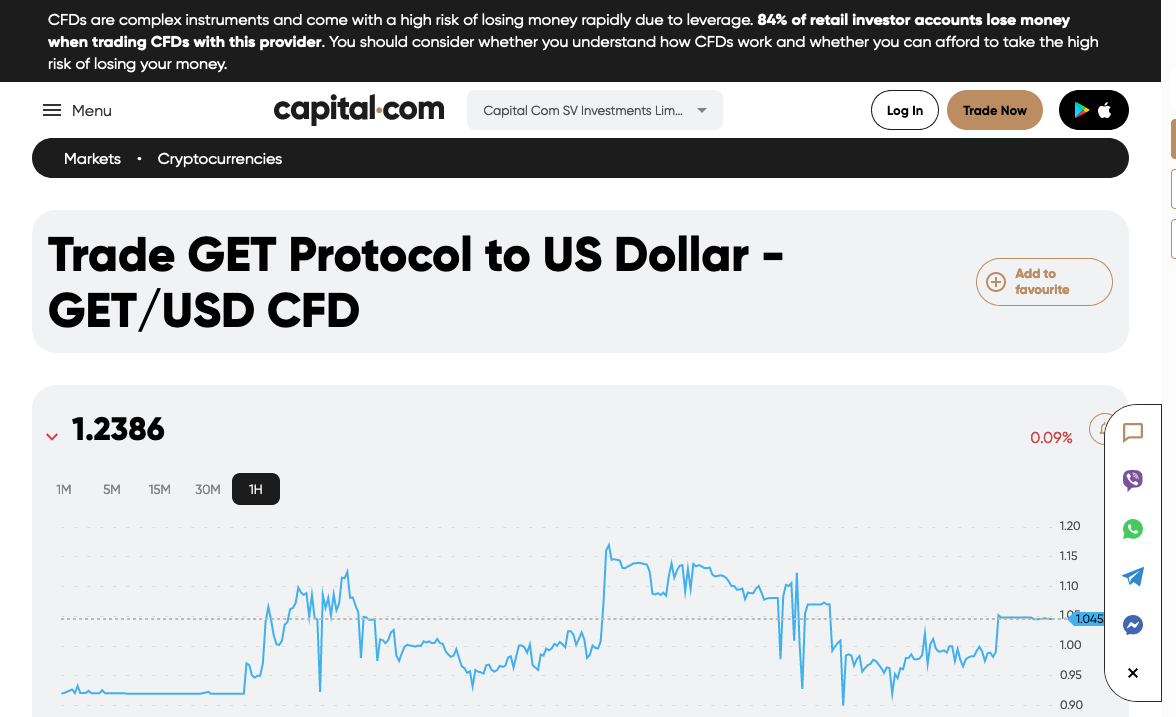 CFDs are complex instruments and come with a high risk of losing money rapidly due to leverage. 84% of retail investor accounts lose money
when trading CFDs with this provider. You should consider whether you understand how CFDs work and whether you can afford to take the high
risk of losing your money.
Menu
capital.com
Capital Com SV Investments Lim...
Log In
Trade Now
Markets • Cryptocurrencies
Trade GET Protocol to US Dollar -
GET/USD CFD
Add to
favourite
1.2386
0.09%
1M 5M 15M 30M 1H
1.20
1.15
1.10
1.045
1.00
0.95
0.90